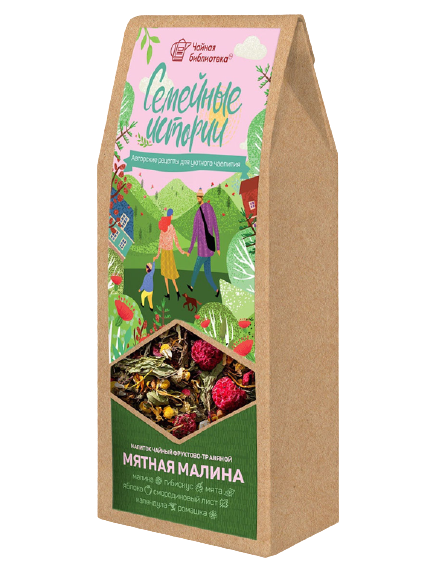 Чайная
библиотека
Семейные
истории
Авторские рецепты для уютного чаепития
НАПИТОК ЧАЙНЫЙ ФРУКТОВО-ТРАВЯНОЙ
МЯТНАЯ МАЛИНА
малина гибискус мята
яблоко смородиновый лист
календула ромашка